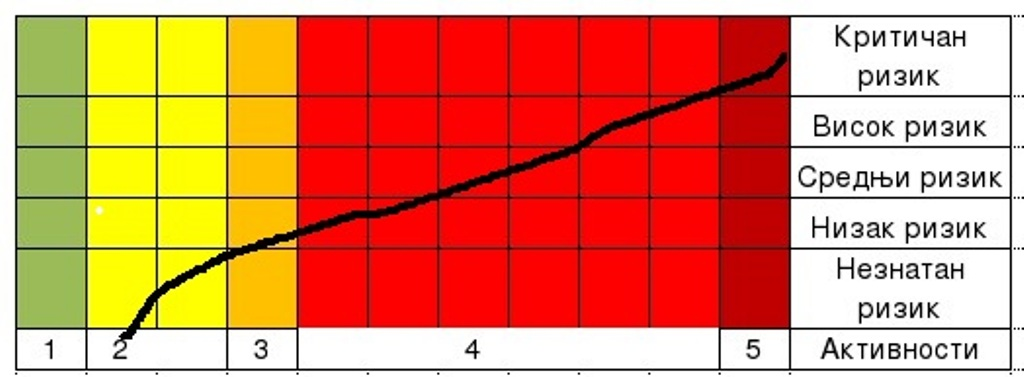 Критичан
ризик
Висок ризик
Средњи ризик
Низак ризик
Незнатан
ризик
1 2 3 4 5 Активности